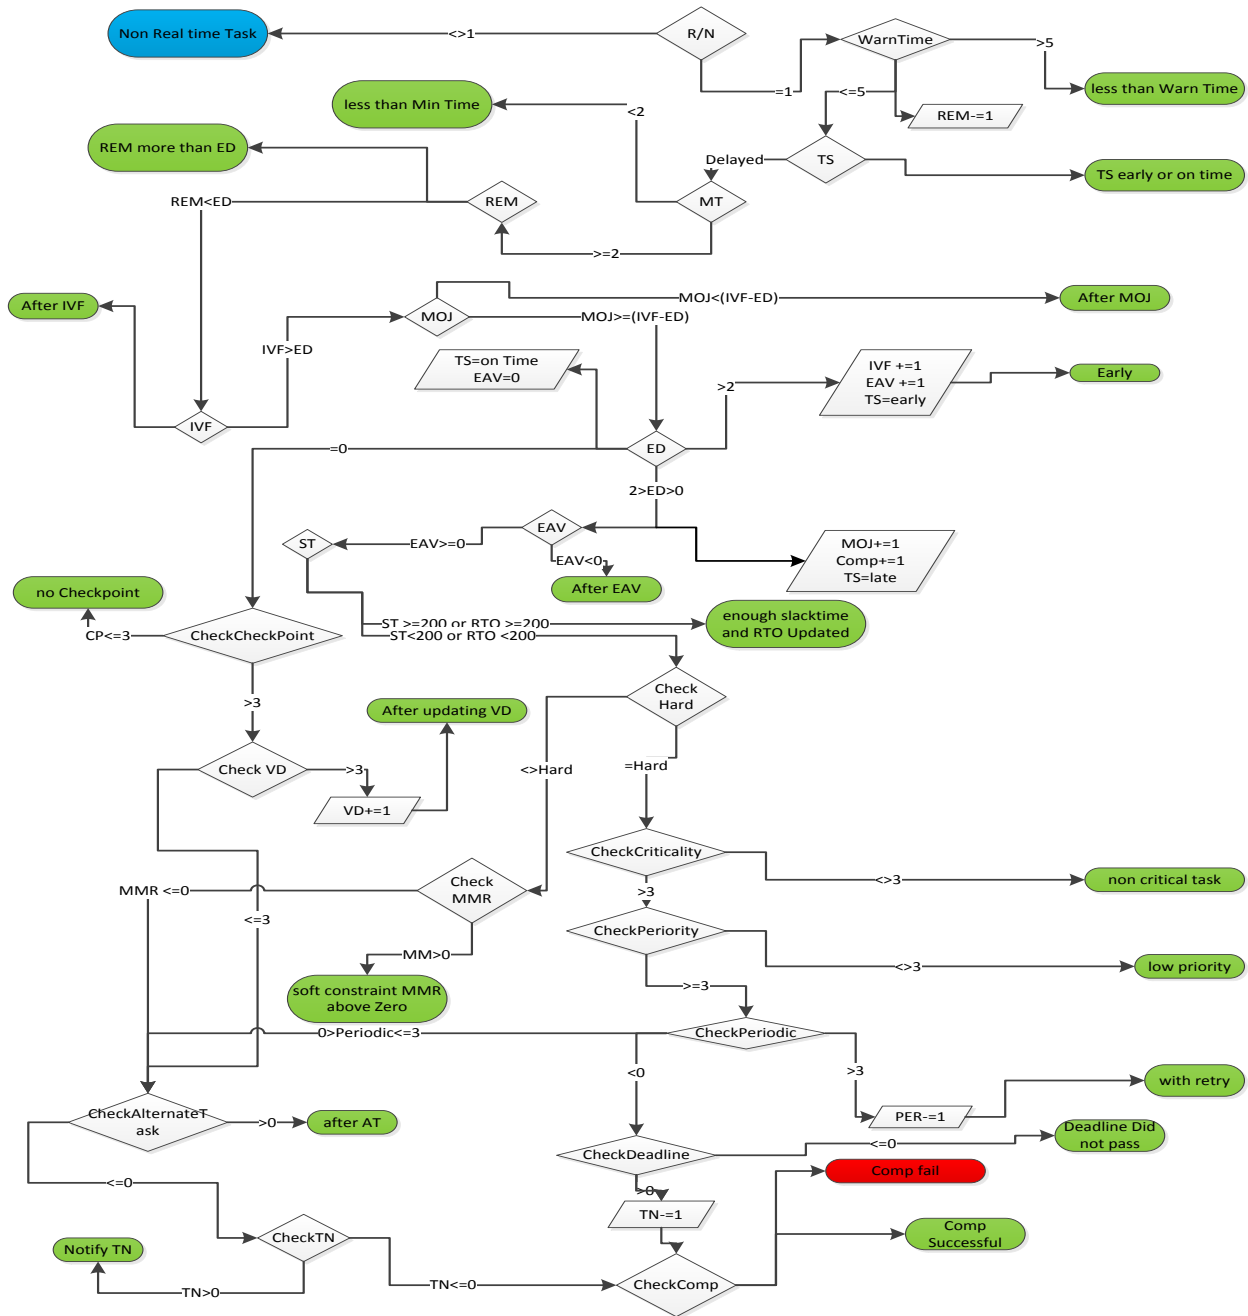 Non Real time Task
<>1
R/N
WarnTime
>5
=1
<=5
less than Min Time
<2
less than Warn Time
REM-=1
REM more than ED
Delayed
TS
TS early or on time
REM<ED
REM
MT
>=2
After IVF
MOJ
MOJ<(IVF-ED)
After MOJ
MOJ>=(IVF-ED)
IVF>ED
TS=on Time
EAV=0
>2
IVF +=1
EAV +=1
TS=early
Early
IVF
=0
ED
2>ED>0
EAV
ST
EAV>=0
EAV<0
MOJ+=1
Comp+=1
TS=late
no Checkpoint
After EAV
CP<=3
CheckCheckPoint
ST >=200 or RTO >=200
ST<200 or RTO <200
enough slacktime
and RTO Updated
Check
Hard
>3
After updating VD
Check VD
>3
<>Hard
=Hard
VD+=1
CheckCriticality
MMR <=0
Check
MMR
<>3
non critical task
>3
<=3
CheckPeriority
MM>0
<>3
low priority
soft constraint MMR
above Zero
>=3
0>Periodic<=3
CheckPeriodic
<0
>3
with retry
CheckAlternateT
ask
>0
after AT
PER-=1
Deadline Did
not pass
<=0
CheckDeadline
Comp fail
<=0
>0
TN-=1
CheckTN
Notify TN
Comp
Successful
TN>0
TN<=0
CheckComp